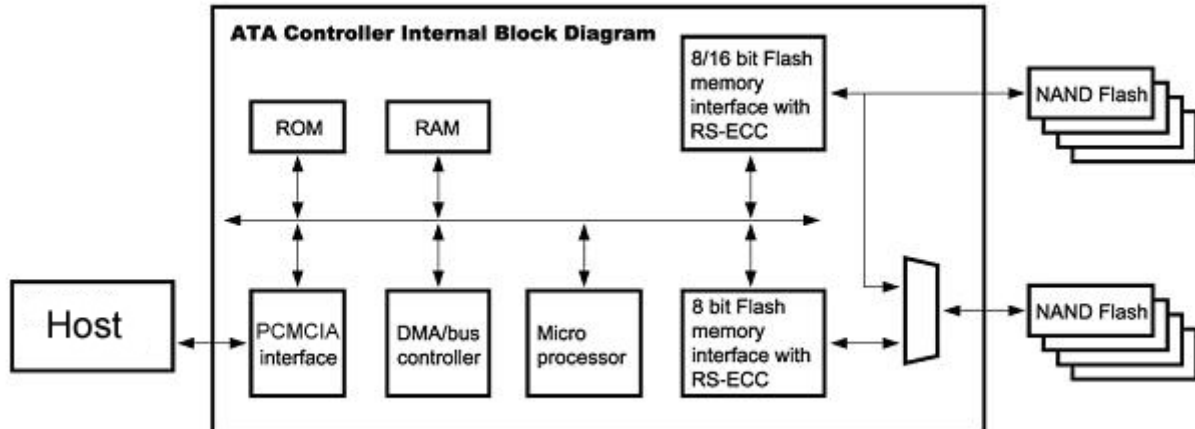 ATA Controller Internal Block Diagram
8/16 bit Flash
memory
interface with
RS-ECC
NAND Flash
ROM
RAM
Host
PCMCIA
interface
DMA/bus
controller
Micro
processor
8 bit Flash
memory
interface with
RS-ECC
NAND Flash